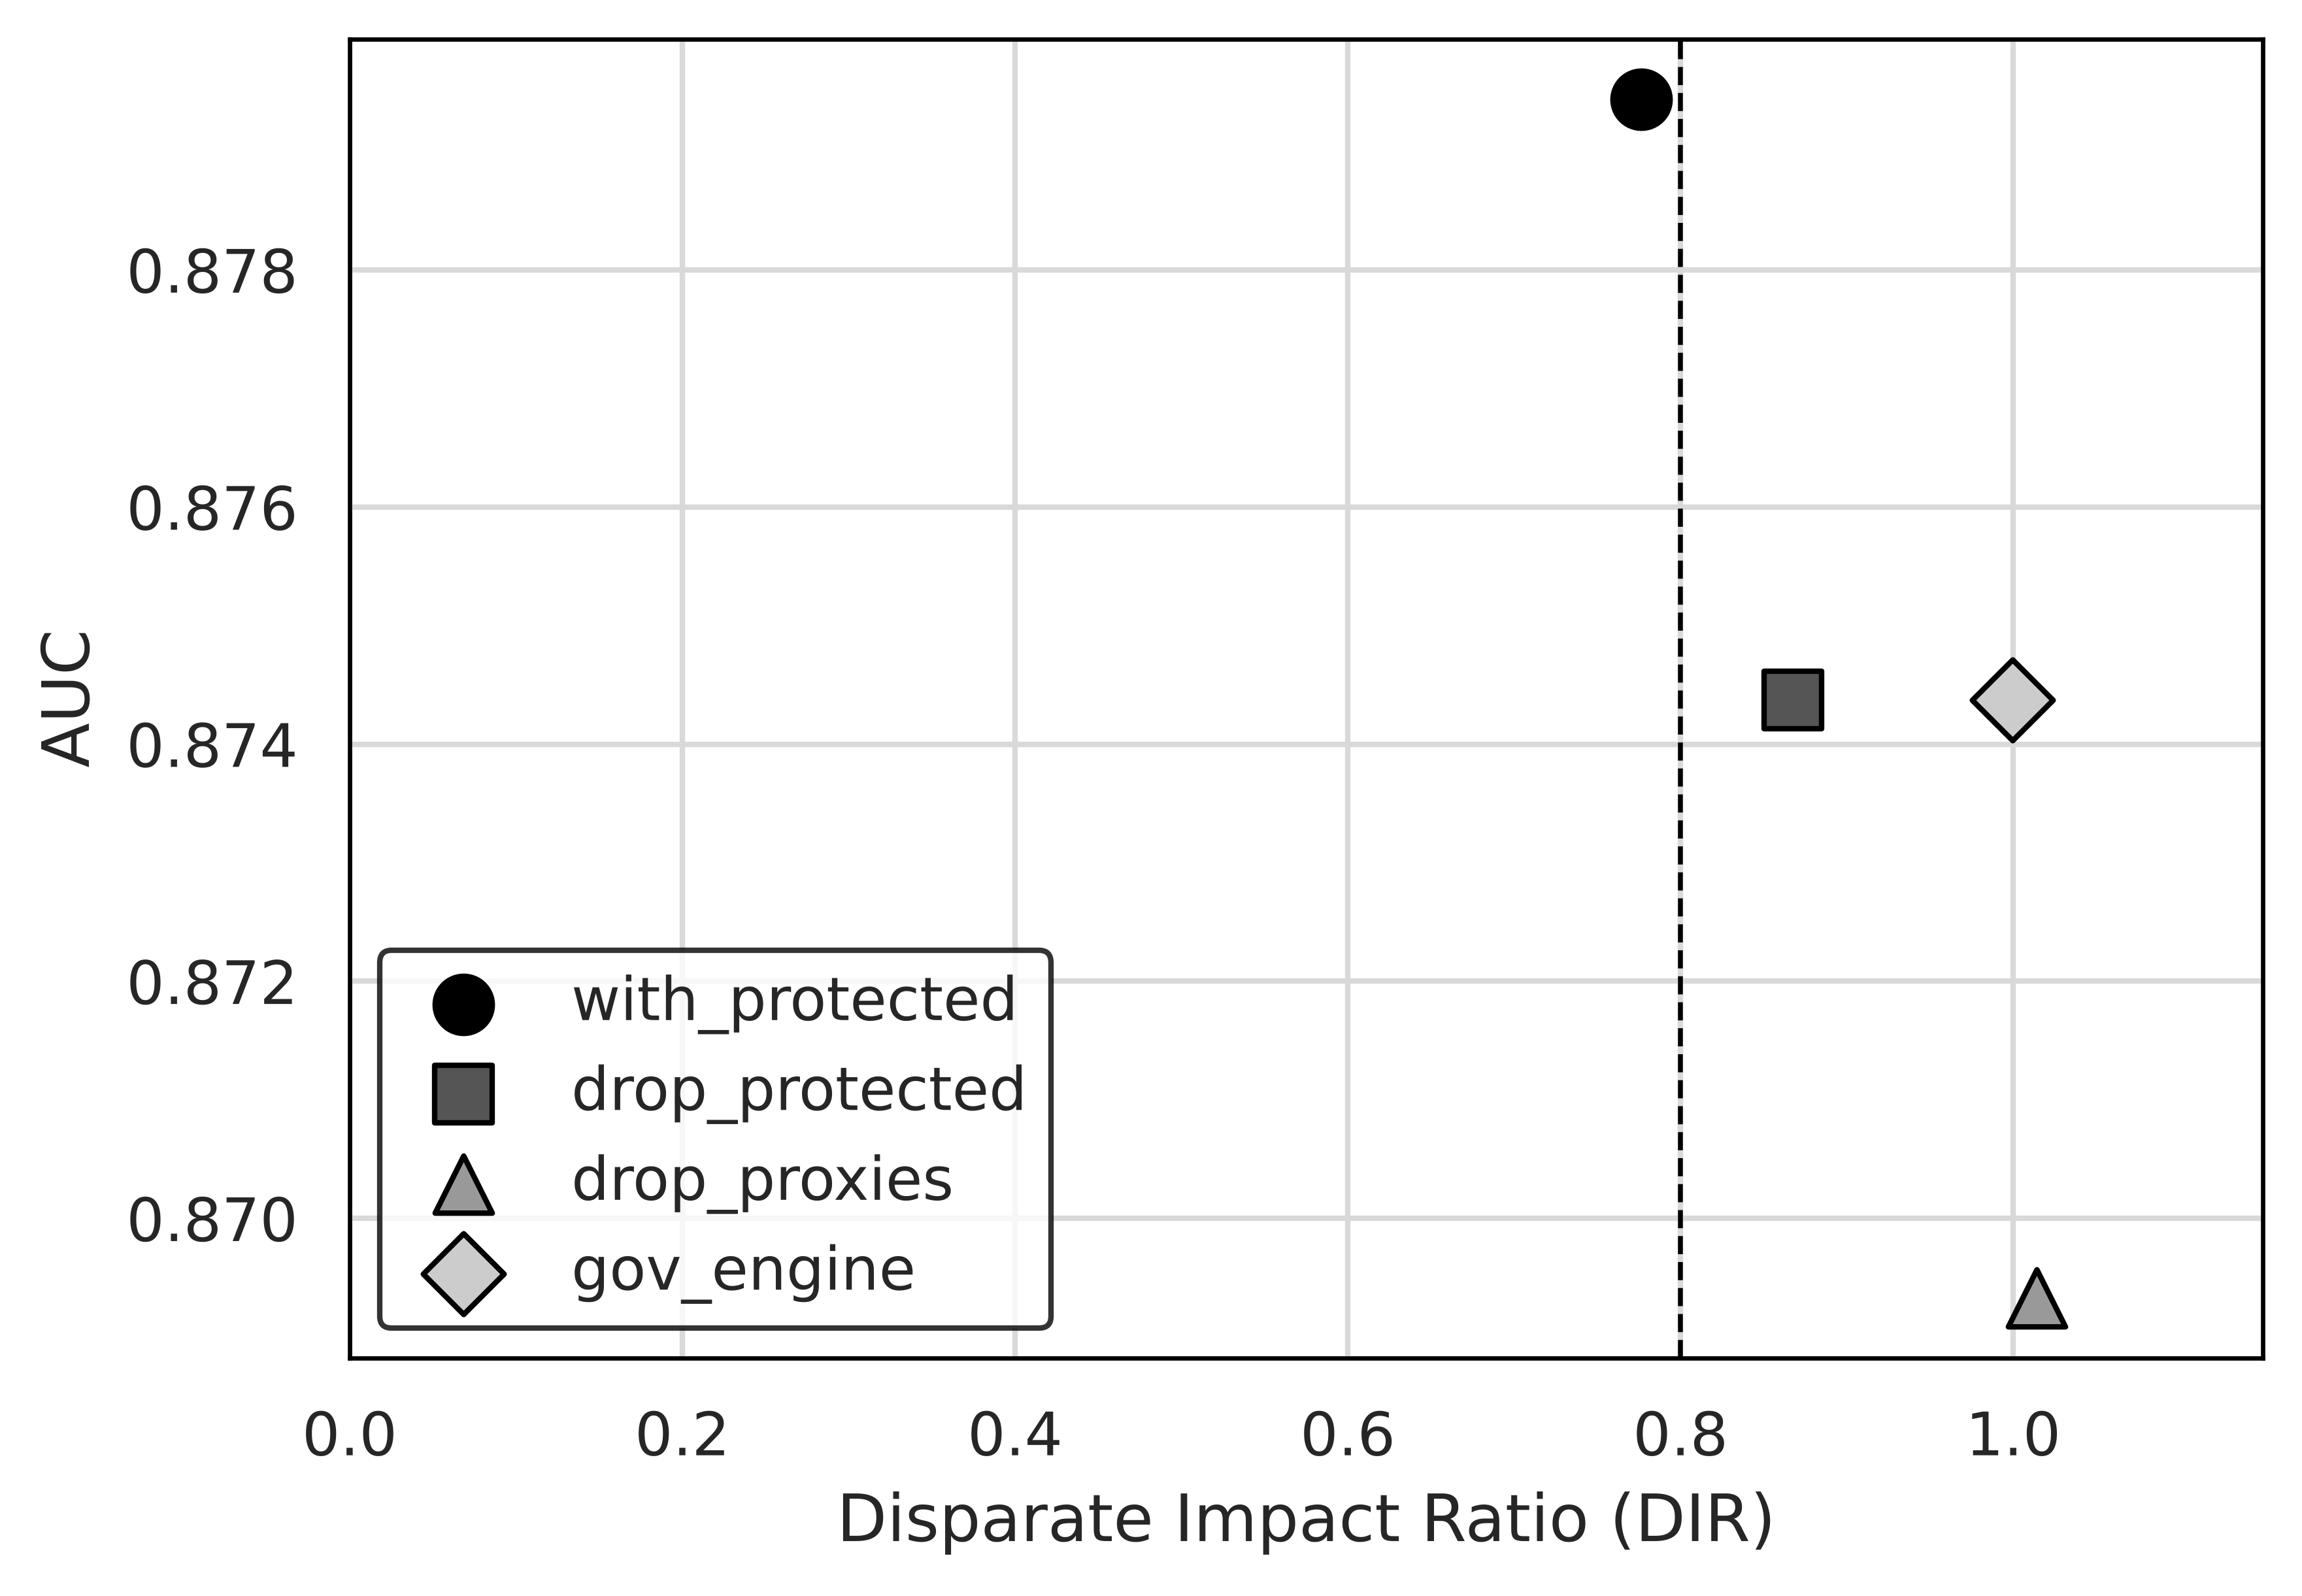 0.878
0.876
0.874
0.872
0.870
AUC
with_protected
drop_protected
drop_proxies
gov_engine
0.0 0.2 0.4 0.6 0.8 1.0
Disparate Impact Ratio (DIR)